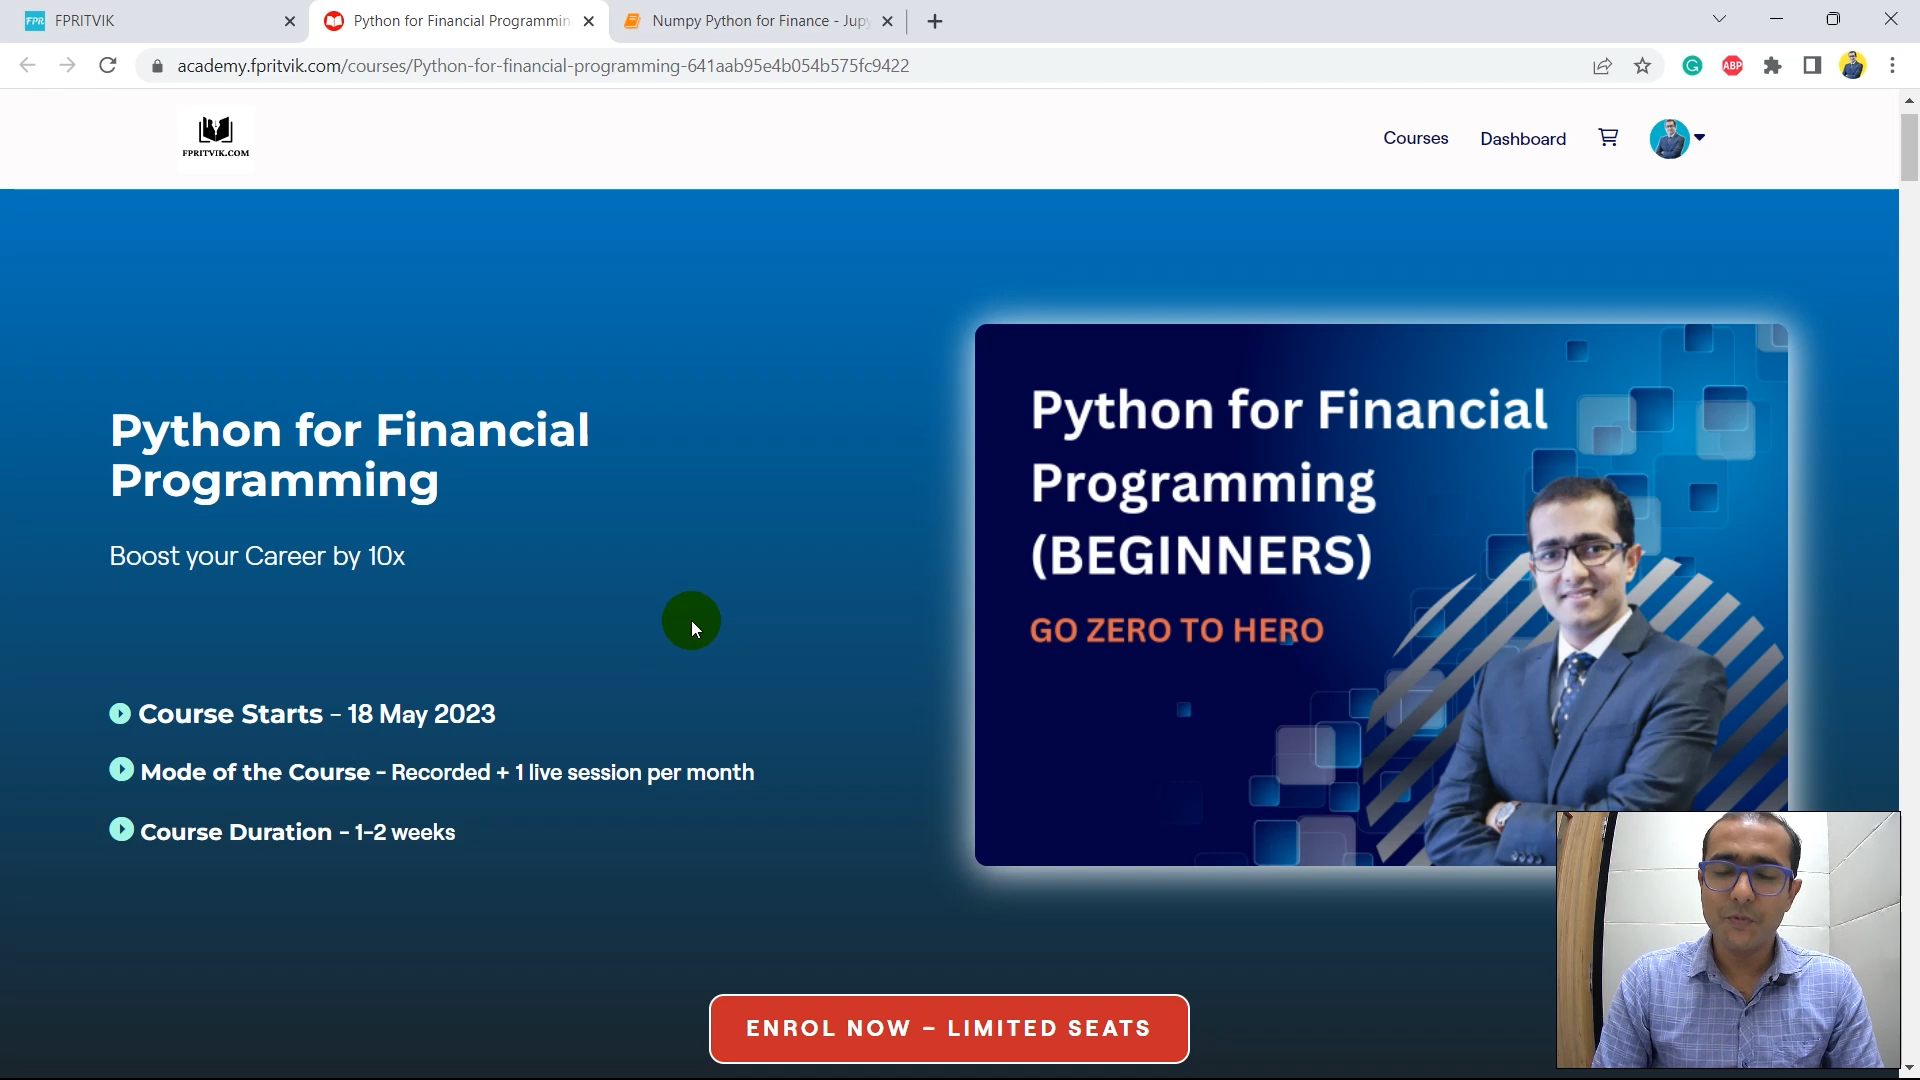 FPR
FPRITVIK
Python for Financial Programmin
Numpy Python for Finance - Jup
academy.fpritvik.com/courses/Python-for-financial-programming-641aab95e4b054b575fc9422
ABP
FPRITVIK.COM
Courses
Dashboard
Python for Financial
Programming
Boost your Career by 10x
Course Starts - 18 May 2023
Mode of the Course - Recorded + 1 live session per month
Course Duration - 1-2 weeks
Python for Financial
Programming
(BEGINNERS)
GO ZERO TO HERO
ENROL NOW – LIMITED SEATS